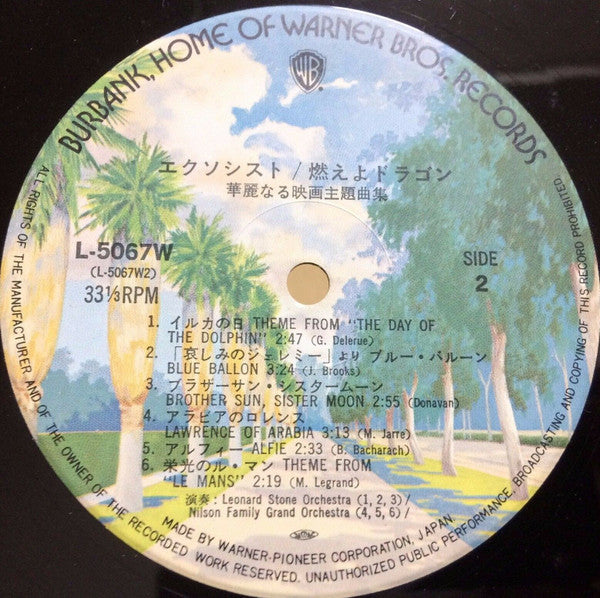 BURBANK, HOME OF WARNER BROS. RECORDS
WB
エクソシスト / 燃えよドラゴン
華麗なる映画主題曲集
L-5067W
(L-5067W2)
33⅓RPM
SIDE
2
1. イルカの日 THEME FROM "THE DAY OF
THE DOLPHIN" 2:47 (G. Delerue)
2. 「哀しみのジェレミー」より ブルー・バルーン
BLUE BALLON 3:24 (J. Brooks)
3. ブラザーサン・シスタームーン
BROTHER SUN, SISTER MOON 2:55 (Donavan)
4. アラビアのロレンス
LAWRENCE OF ARABIA 3:13 (M. Jarre)
5. アルフィー ALFIE 2:33 (B. Bacharach)
6. 栄光のル・マン THEME FROM
"LE MANS" 2:19 (M. Legrand)
演奏: Leonard Stone Orchestra (1, 2, 3)/
Nilson Family Grand Orchestra (4, 5, 6)/
MADE BY WARNER-PIONEER CORPORATION, JAPAN.
ALL RIGHTS OF THE MANUFACTURER AND OF THE OWNER OF THE RECORDED WORK RESERVED. UNAUTHORIZED PUBLIC PERFORMANCE, BROADCASTING AND COPYING OF THIS RECORD PROHIBITED.